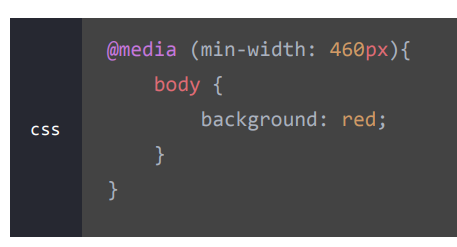 @media (min-width: 460px){
body {
css
background: red;
}
}